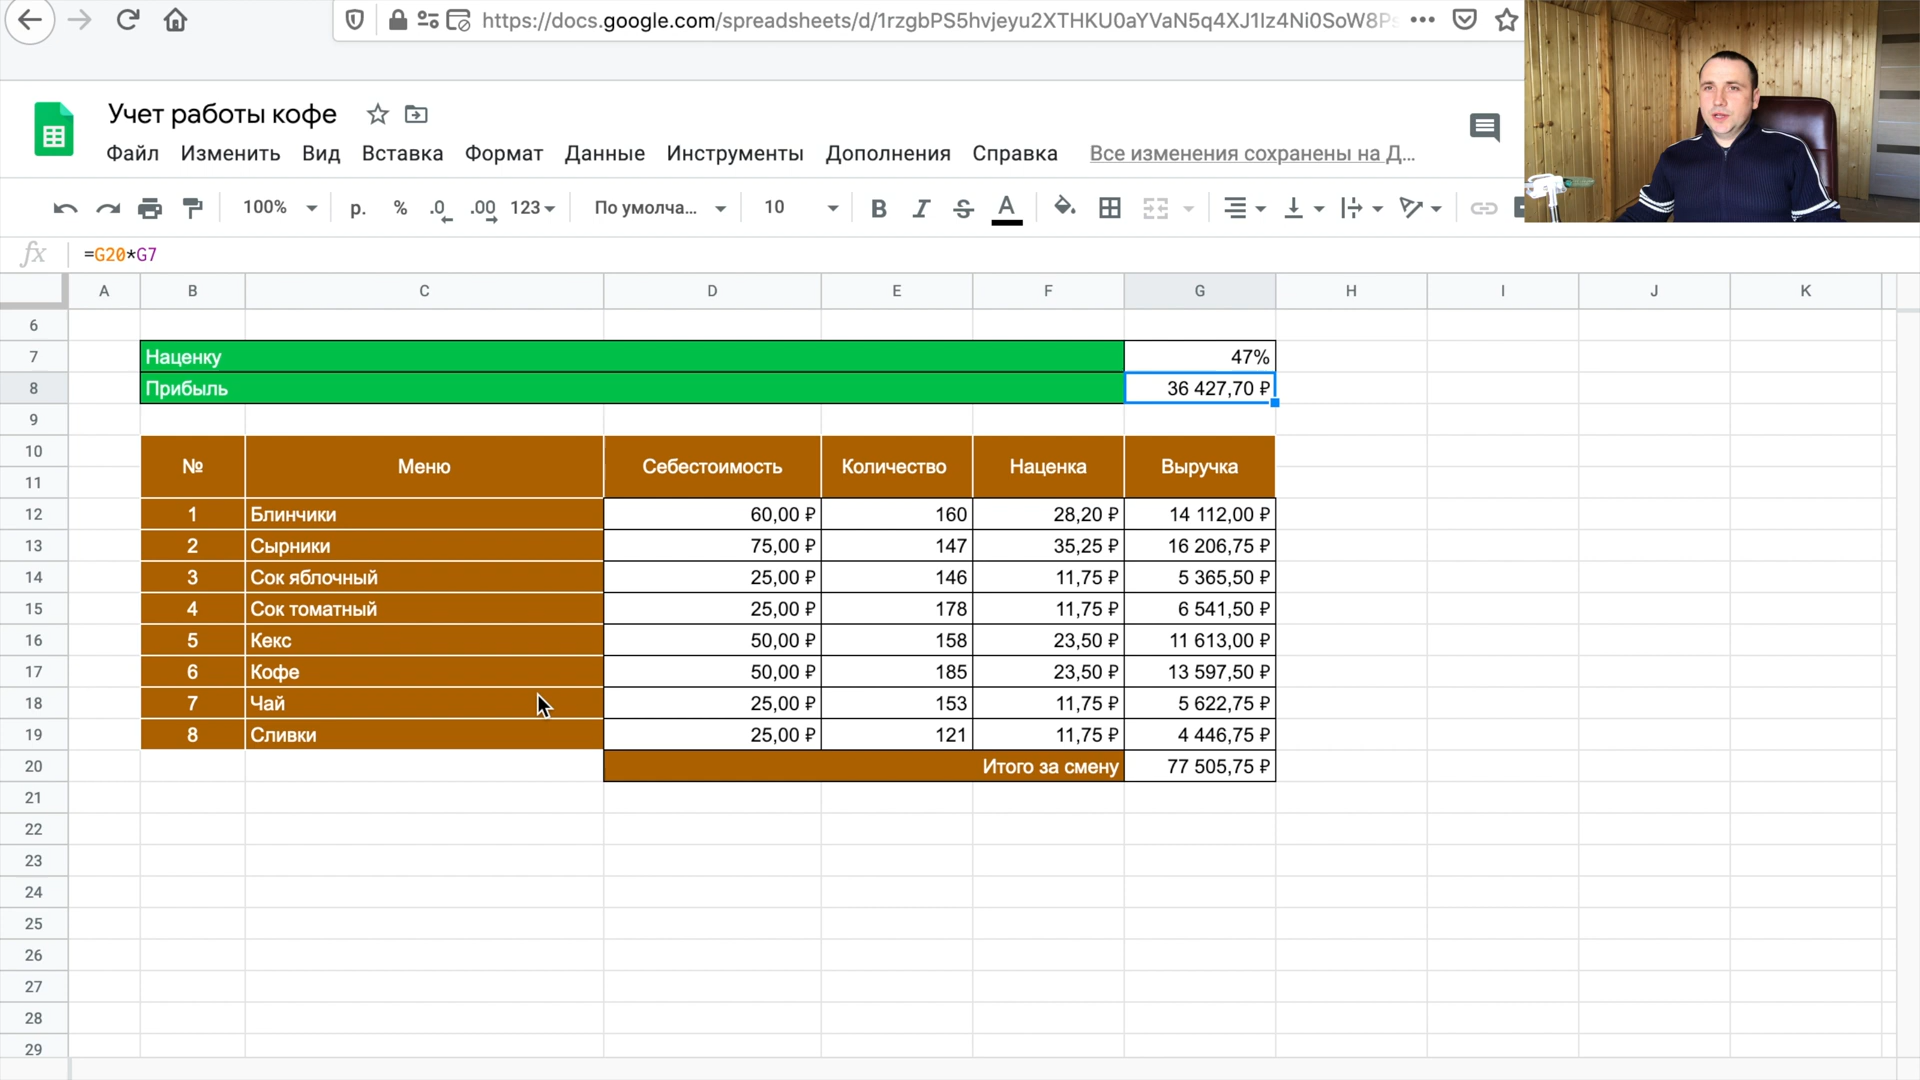 https://docs.google.com/spreadsheets/d/1rzgbPS5hvjeyu2XTHKU0aYVaN5q4XJ1Iz4Ni0SoW8Ps
Учет работы кофе
Файл Изменить Вид Вставка Формат Данные Инструменты Дополнения Справка Все изменения сохранены на Д...
100% р. % .0 .00 123 По умолча... 10 B I S A
fx =G20*G7
A B C D E F G H I J K
6
7 Наценку 47%
8 Прибыль 36 427,70 ₽
9
10
№ Меню Себестоимость Количество Наценка Выручка
11
12 1 Блинчики 60,00 ₽ 160 28,20 ₽ 14 112,00 ₽
13 2 Сырники 75,00 ₽ 147 35,25 ₽ 16 206,75 ₽
14 3 Сок яблочный 25,00 ₽ 146 11,75 ₽ 5 365,50 ₽
15 4 Сок томатный 25,00 ₽ 178 11,75 ₽ 6 541,50 ₽
16 5 Кекс 50,00 ₽ 158 23,50 ₽ 11 613,00 ₽
17 6 Кофе 50,00 ₽ 185 23,50 ₽ 13 597,50 ₽
18 7 Чай 25,00 ₽ 153 11,75 ₽ 5 622,75 ₽
19 8 Сливки 25,00 ₽ 121 11,75 ₽ 4 446,75 ₽
20 Итого за смену 77 505,75 ₽
21
22
23
24
25
26
27
28
29